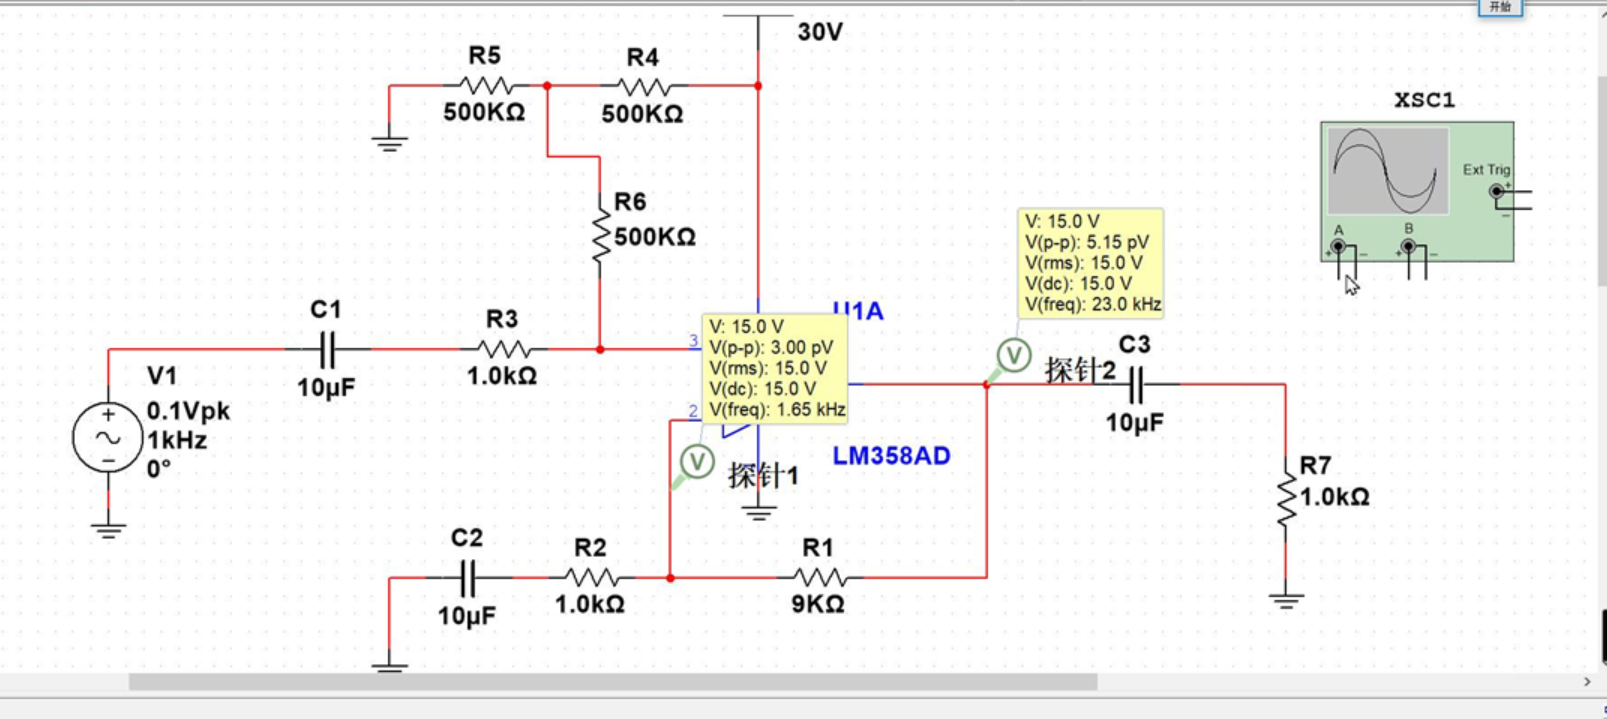 开始
30V
R5
500KΩ
R4
500KΩ
XSC1
Ext Trig
+
−
A
B
+
−
+
−
R6
500KΩ
V: 15.0 V
V(p-p): 5.15 pV
V(rms): 15.0 V
V(dc): 15.0 V
V(freq): 23.0 kHz
V
探针2
C1
10µF
R3
1.0kΩ
3
2
U1A
V: 15.0 V
V(p-p): 3.00 pV
V(rms): 15.0 V
V(dc): 15.0 V
V(freq): 1.65 kHz
V
探针1
LM358AD
C3
10µF
V1
0.1Vpk
1kHz
0°
+
−
R7
1.0kΩ
C2
10µF
R2
1.0kΩ
R1
9KΩ